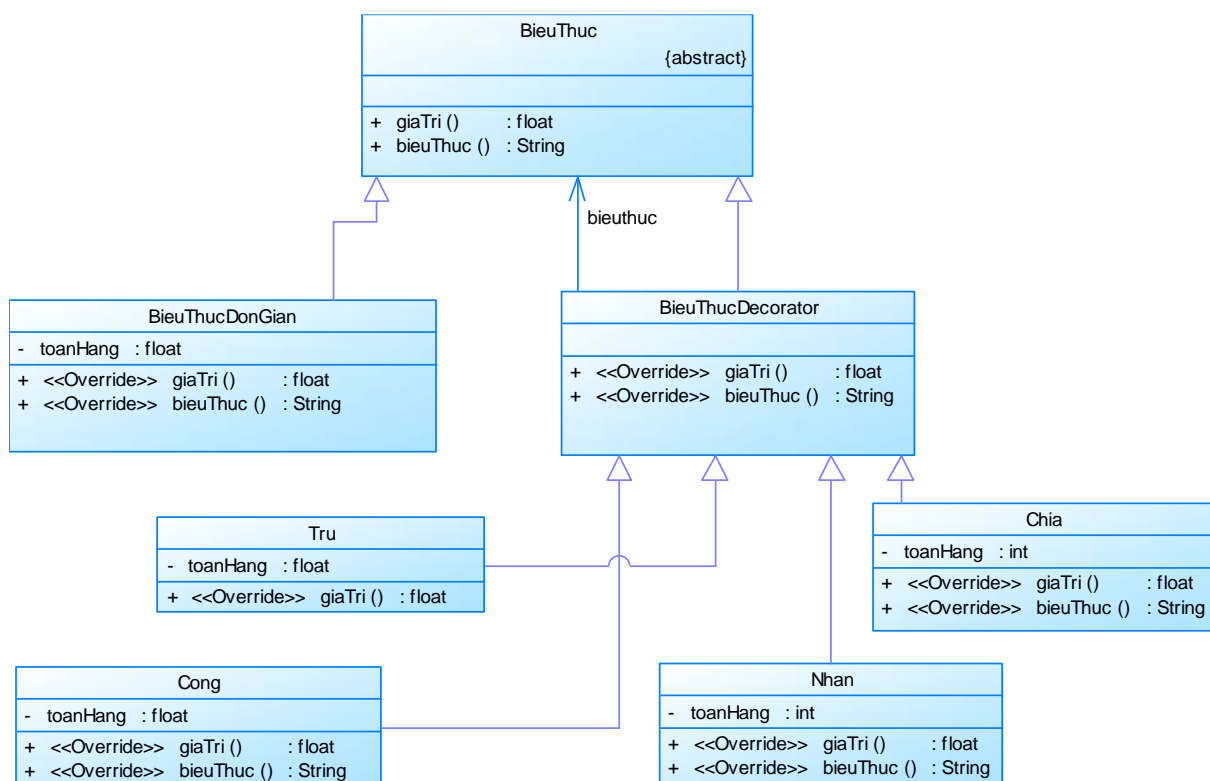 BieuThuc
{abstract}
+ giaTri () : float
+ bieuThuc () : String
bieuthuc
BieuThucDonGian
- toanHang : float
+ <<Override>> giaTri () : float
+ <<Override>> bieuThuc () : String
BieuThucDecorator
+ <<Override>> giaTri () : float
+ <<Override>> bieuThuc () : String
Tru
- toanHang : float
+ <<Override>> giaTri () : float
Chia
- toanHang : int
+ <<Override>> giaTri () : float
+ <<Override>> bieuThuc () : String
Cong
- toanHang : float
+ <<Override>> giaTri () : float
+ <<Override>> bieuThuc () : String
Nhan
- toanHang : int
+ <<Override>> giaTri () : float
+ <<Override>> bieuThuc () : String